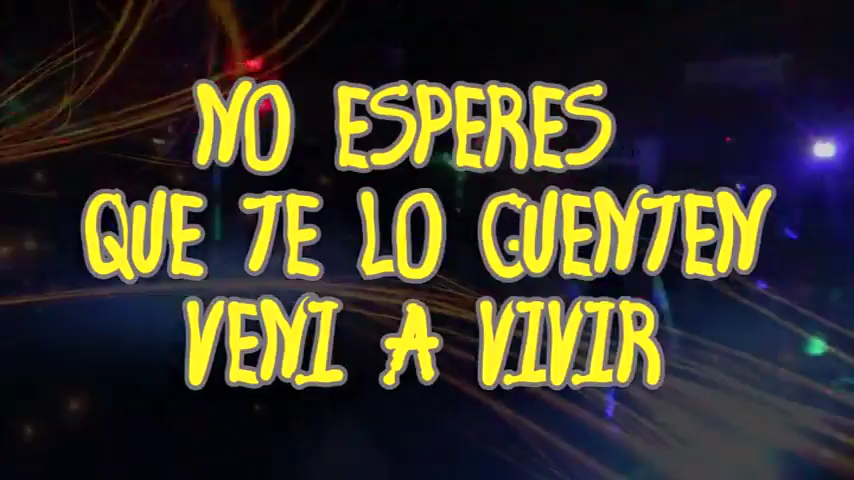 NO ESPERES
QUE TE LO CUENTEN
VENI A VIVIR